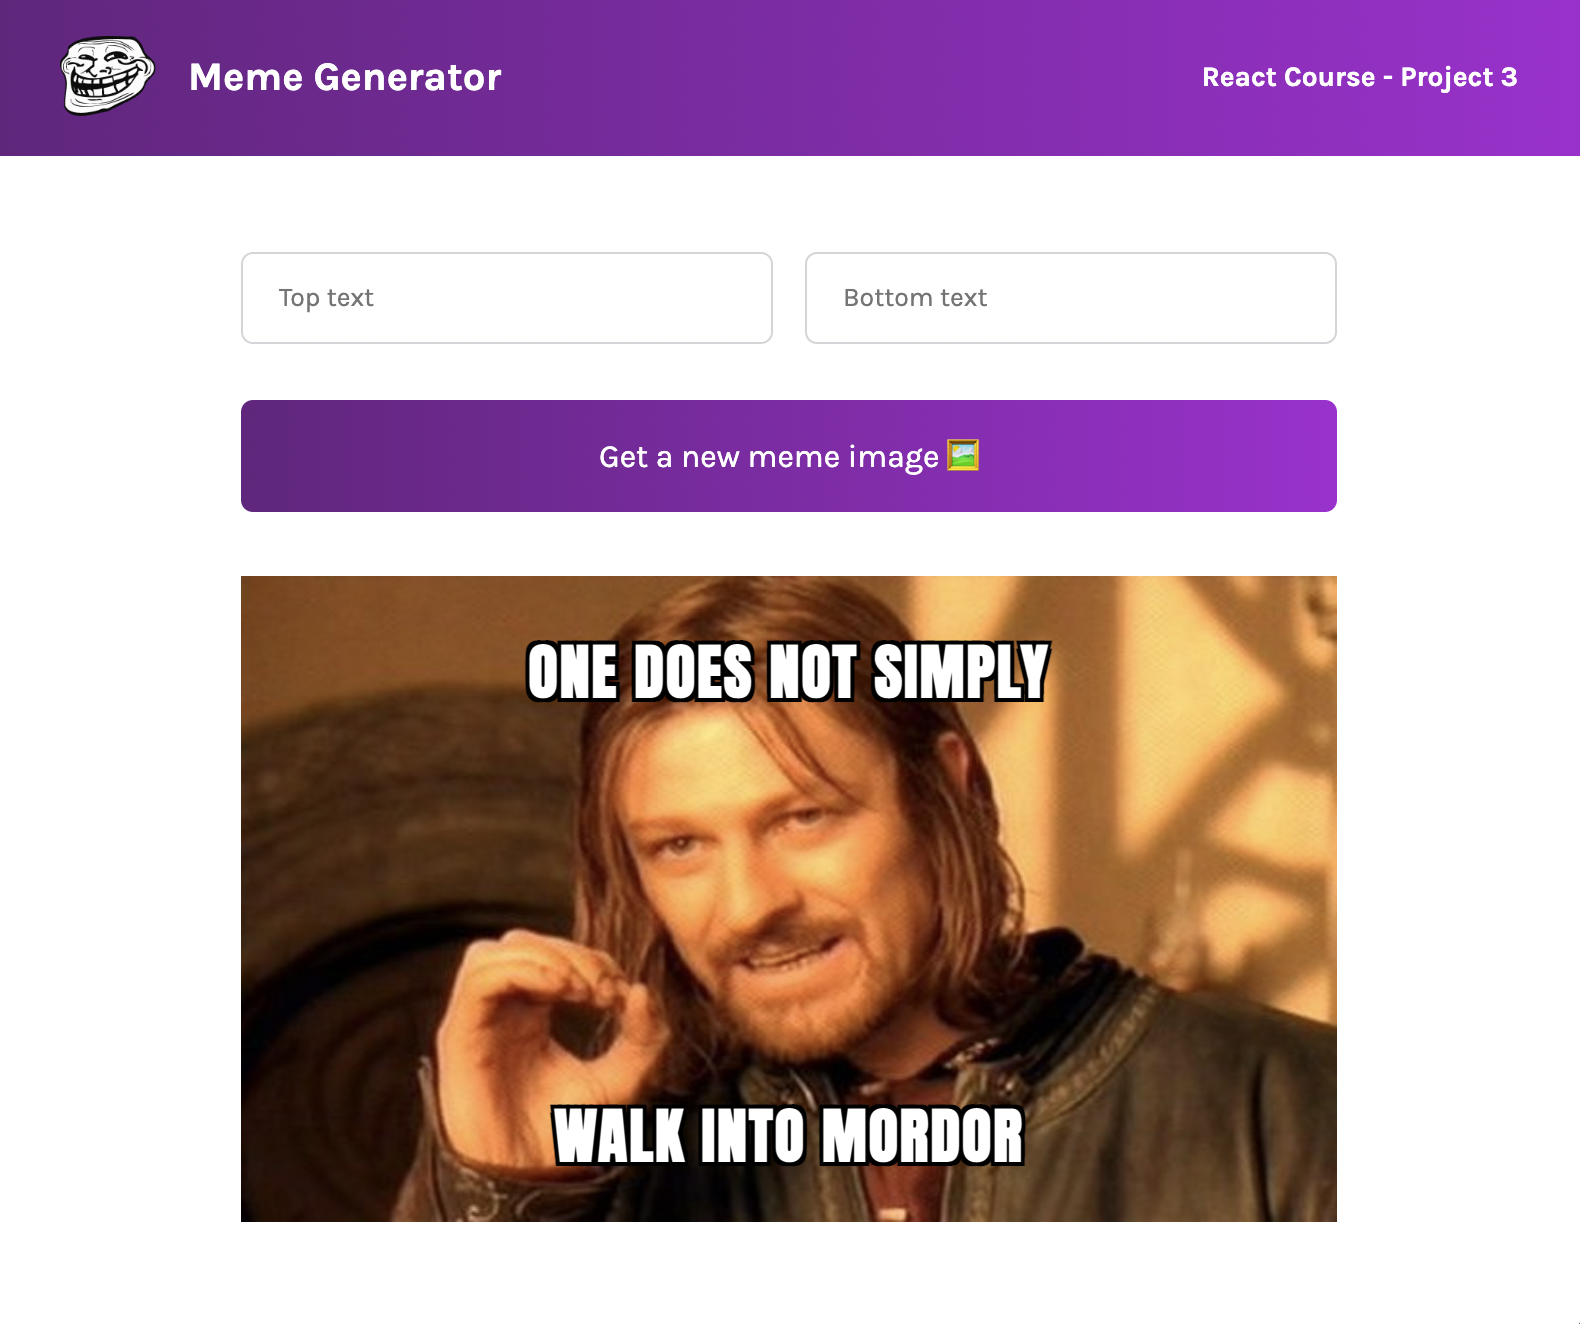 Meme Generator
React Course - Project 3
Top text
Bottom text
Get a new meme image
ONE DOES NOT SIMPLY
WALK INTO MORDOR